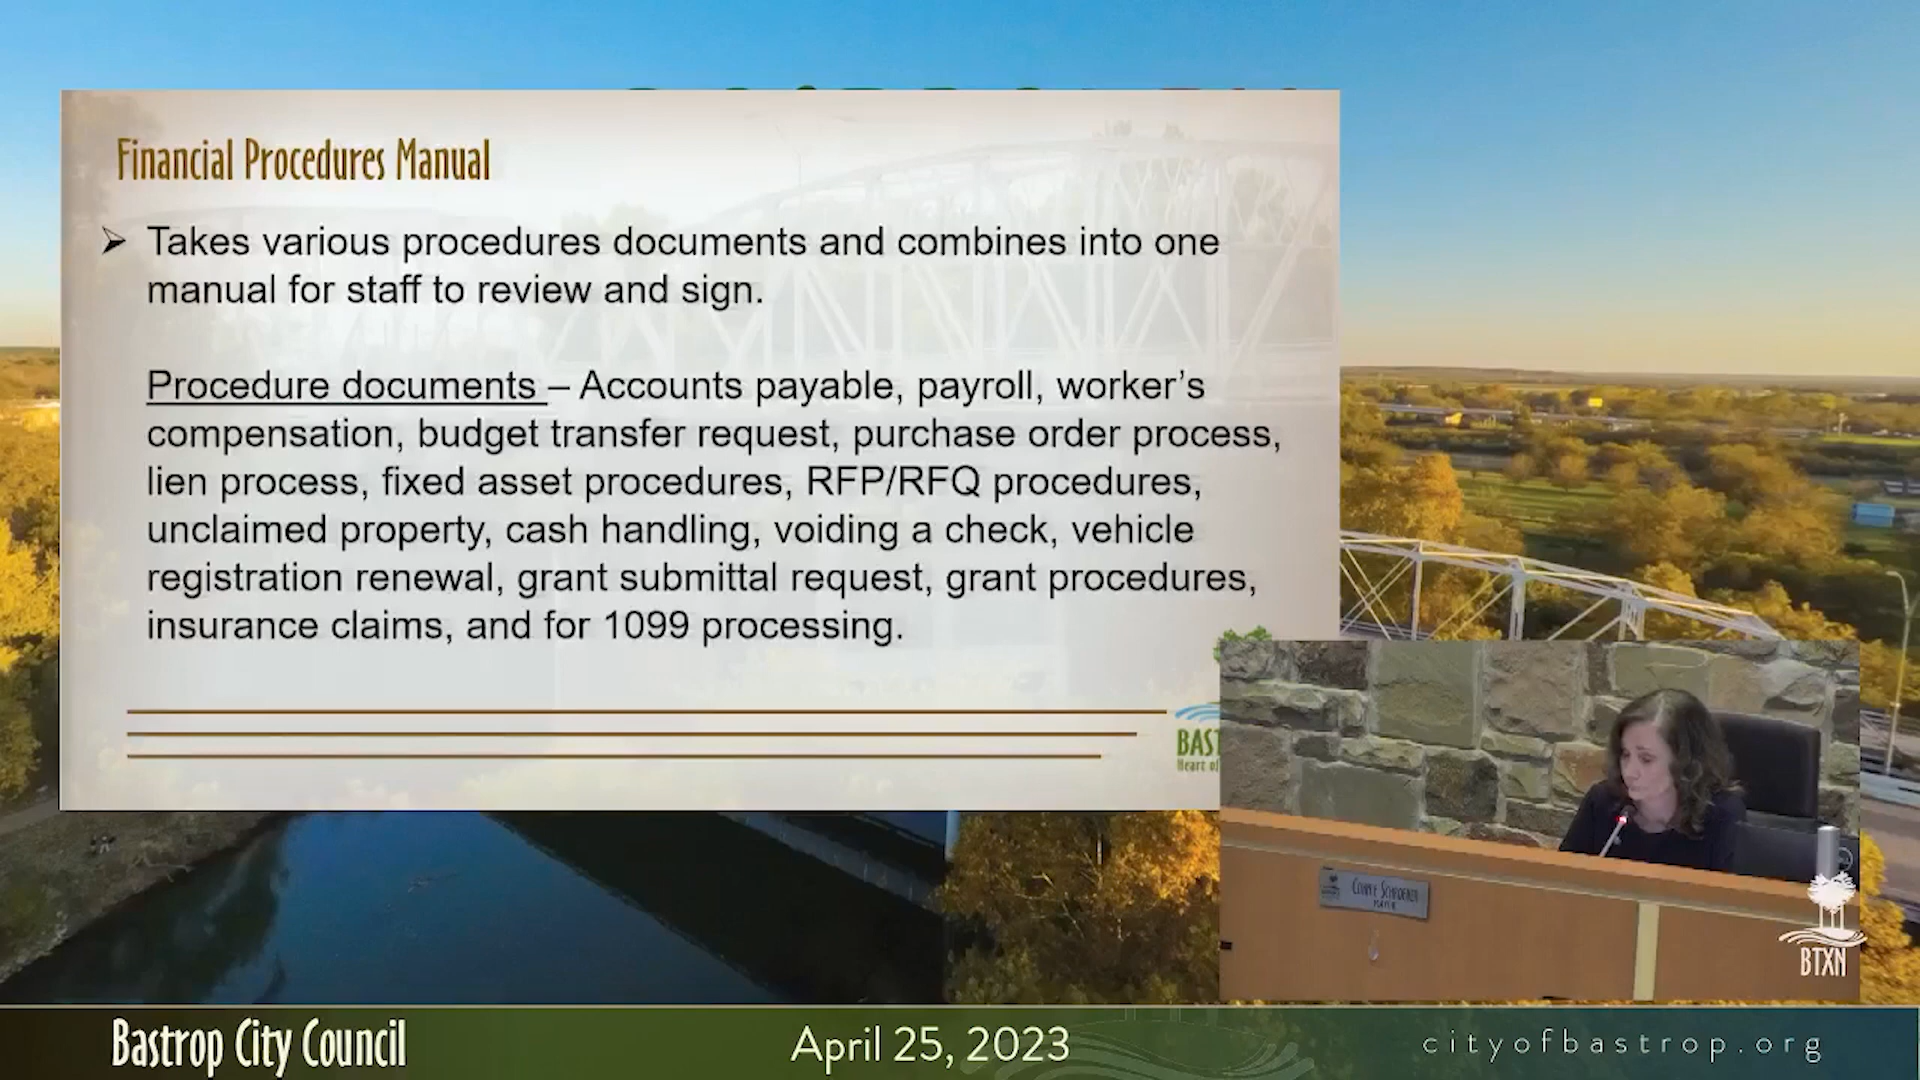 Financial Procedures Manual
Takes various procedures documents and combines into one
manual for staff to review and sign.
Procedure documents – Accounts payable, payroll, worker’s
compensation, budget transfer request, purchase order process,
lien process, fixed asset procedures, RFP/RFQ procedures,
unclaimed property, cash handling, voiding a check, vehicle
registration renewal, grant submittal request, grant procedures,
insurance claims, and for 1099 processing.
BAST
Heart of
BTXN
Bastrop City Council
April 25, 2023
cityofbastrop.org